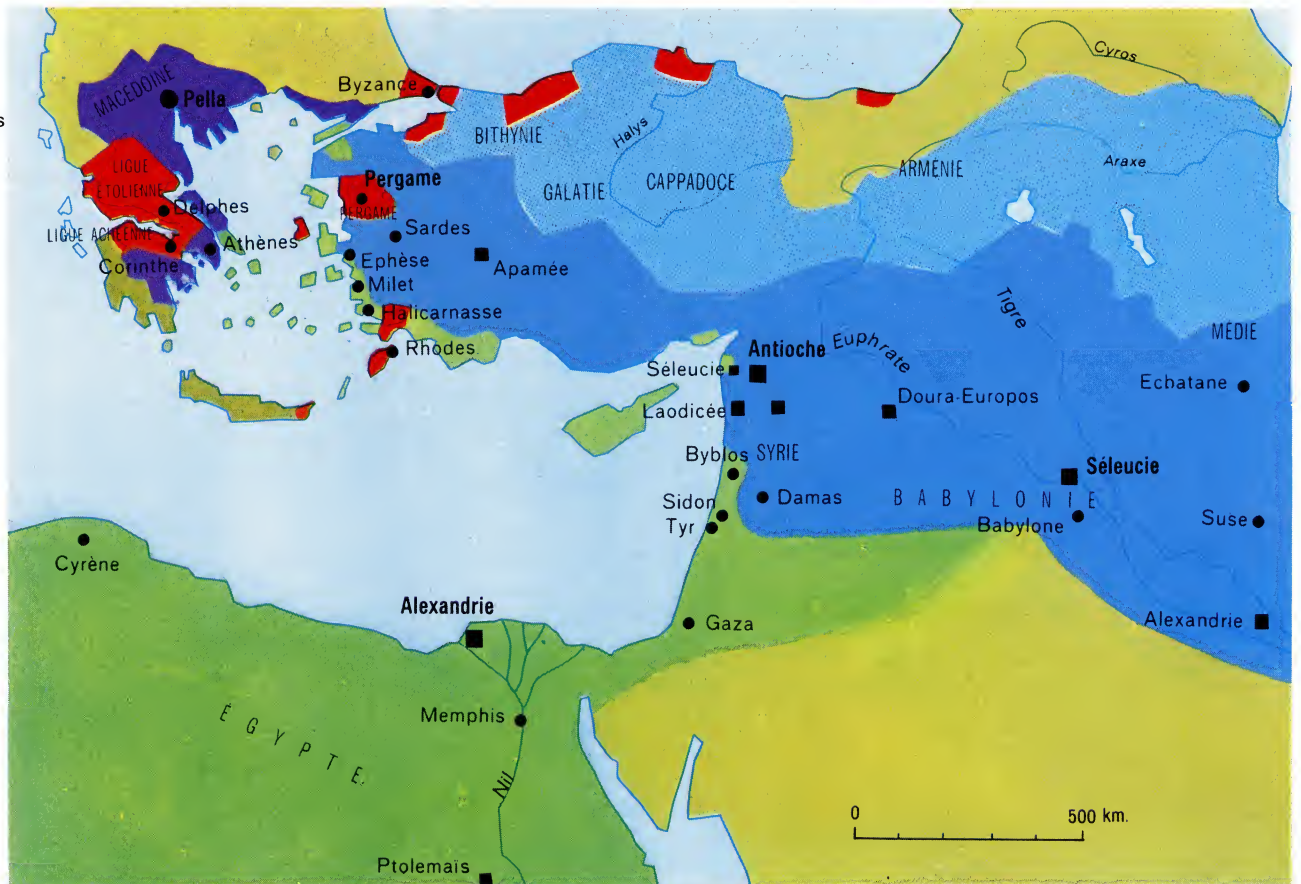 s
Cyros
MACÉDOINE
Pella
Byzance
BITHYNIE
Halys
LIGUE
ÉTOLIENNE
Delphes
Pergame
PERGAME
GALATIE
CAPPADOCE
ARMÉNIE
Araxe
LIGUE ACHÉENNE
Athènes
Corinthe
Sardes
Ephèse
Apamée
Milet
Halicarnasse
Rhodes
Tigre
MÉDIE
Euphrate
Antioche
Séleucie
Ecbatane
Doura-Europos
Laodicée
Byblos
SYRIE
Séleucie
BABYLONIE
Damas
Sidon
Tyr
Babylone
Suse
Cyrène
Alexandrie
Gaza
Alexandrie
Memphis
ÉGYPTE
Nil
0 500 km.
Ptolemaïs